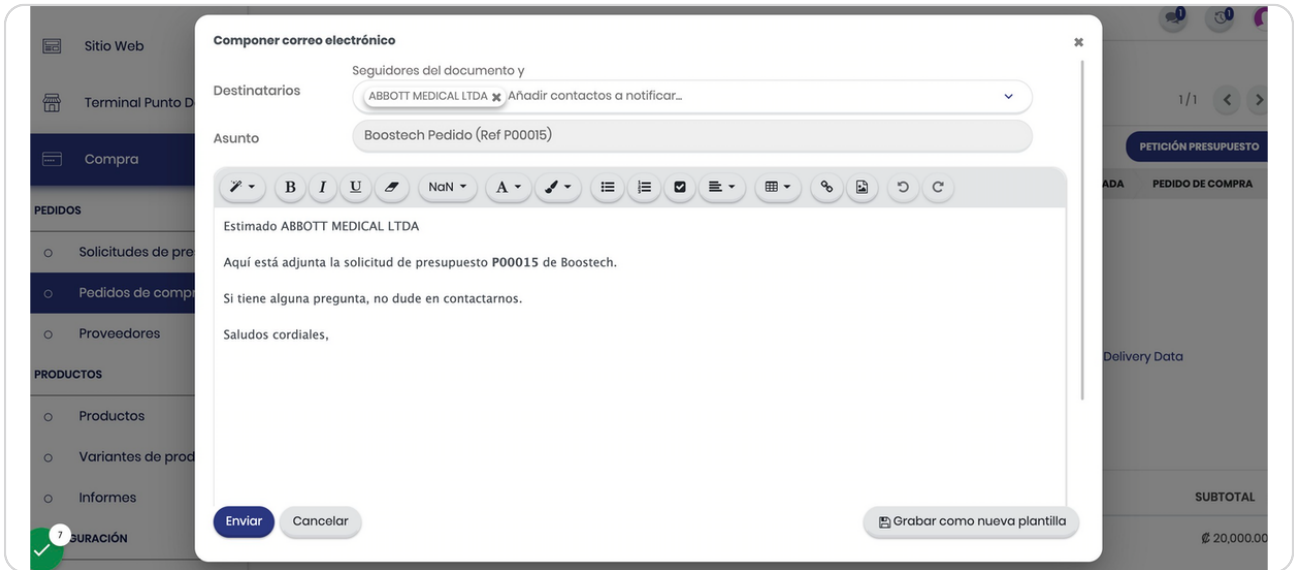 Sitio Web
Terminal Punto D
Compra
PEDIDOS
Solicitudes de pre
Pedidos de compr
Proveedores
PRODUCTOS
Productos
Variantes de prod
Informes
7
GURACIÓN
Componer correo electrónico
Destinatarios
Seguidores del documento y
ABBOTT MEDICAL LTDA Añadir contactos a notificar...
Asunto
Boostech Pedido (Ref P00015)
B I U NaN A
Estimado ABBOTT MEDICAL LTDA
Aquí está adjunta la solicitud de presupuesto P00015 de Boostech.
Si tiene alguna pregunta, no dude en contactarnos.
Saludos cordiales,
Enviar
Cancelar
Grabar como nueva plantilla
1/1
PETICIÓN PRESUPUESTO
ADA
PEDIDO DE COMPRA
Delivery Data
SUBTOTAL
₡ 20,000.00